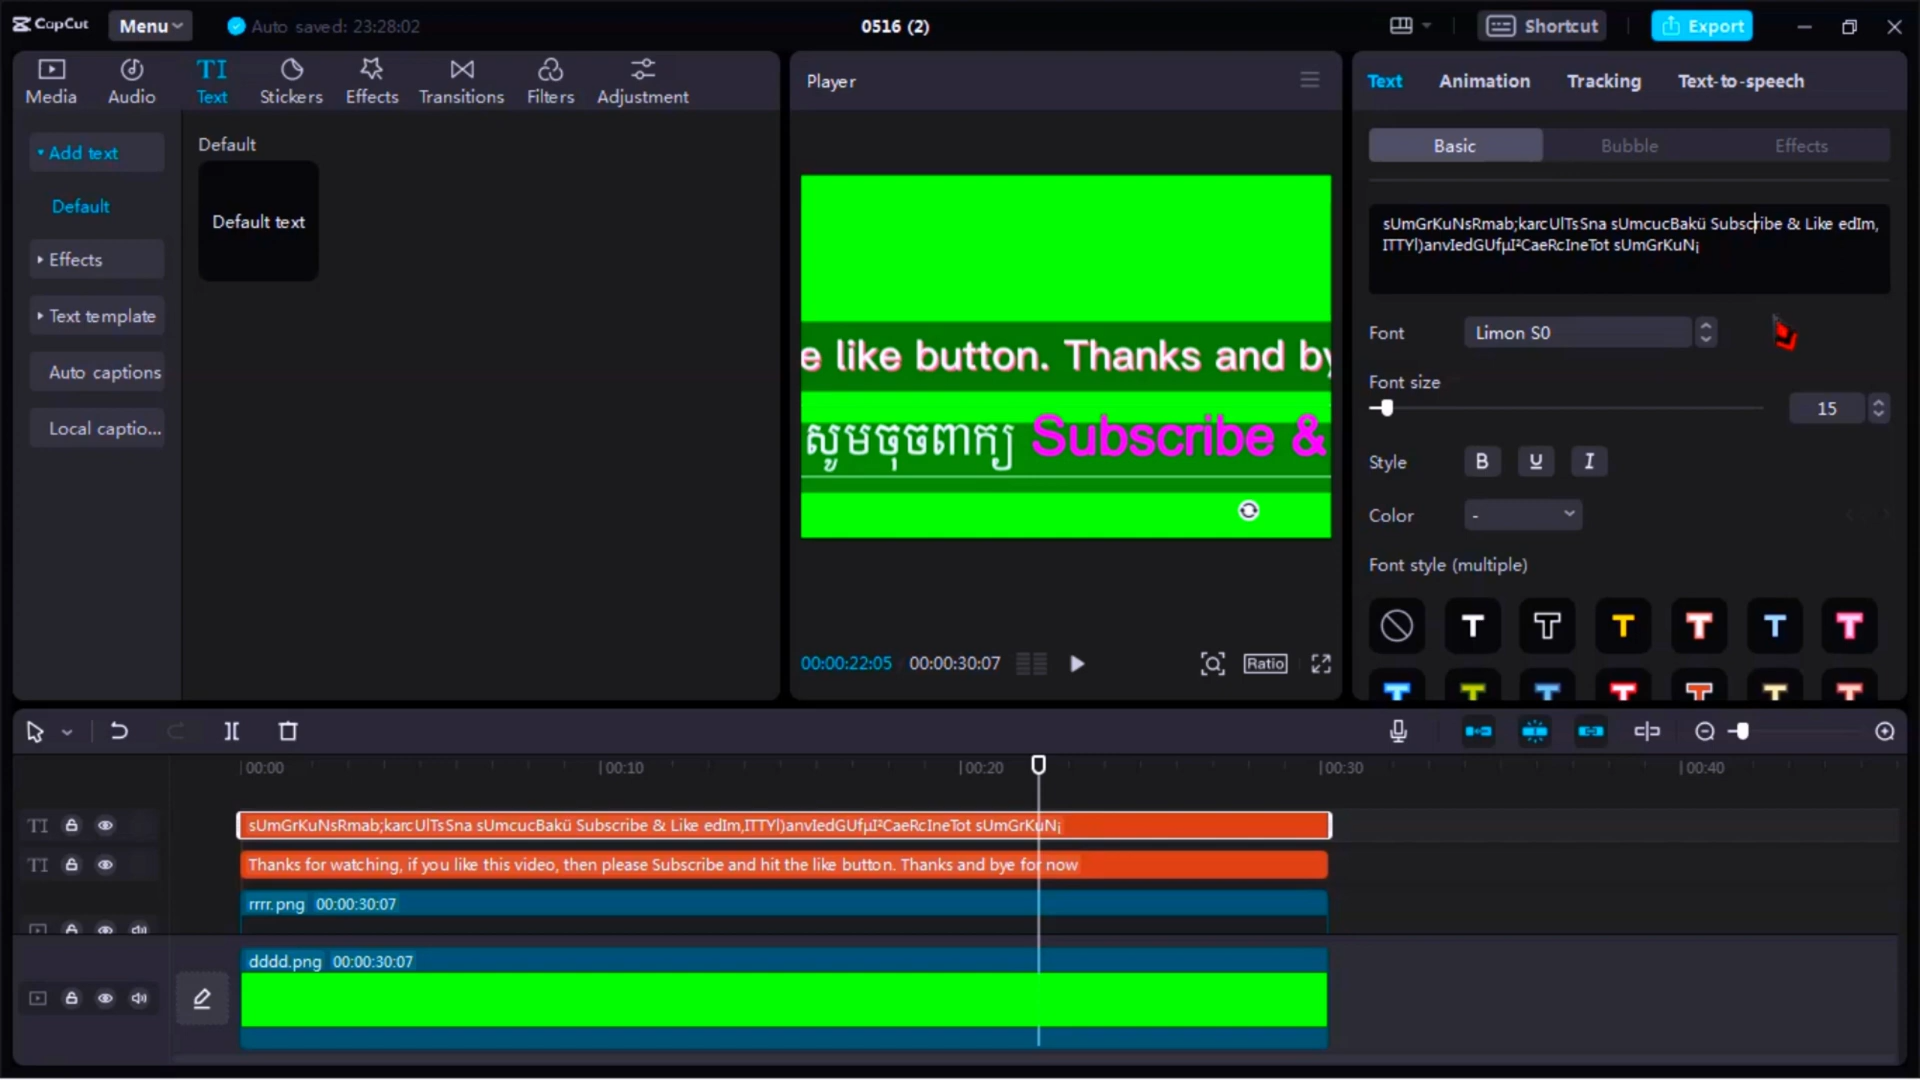 CapCut
Menu
Auto saved: 23:28:02
0516 (2)
Shortcut
Export
Media
Audio
TI
Text
Stickers
Effects
Transitions
Filters
Adjustment
Add text
Default
Effects
Text template
Auto captions
Local captio...
Default
Default text
Player
e like button. Thanks and by
សូមចុចពាក្យ Subscribe &
00:00:22:05
00:00:30:07
Ratio
Text
Animation
Tracking
Text-to-speech
Basic
Bubble
Effects
sUmGrKuNsRmab;karcUlTsSna sUmcucBakü Subscribe & Like edIm,
ITTYl)anvIedGUfµI²CaeRcIneTot sUmGrKuN¡
Font
Limon S0
Font size
15
Style
B
U
I
Color
-
Font style (multiple)
T T T T T T
T T T T T T T
00:00
00:10
00:20
00:30
00:40
TI
sUmGrKuNsRmab;karcUlTsSna sUmcucBakü Subscribe & Like edIm,ITTYl)anvIedGUfµI²CaeRcIneTot sUmGrKuN¡
TI
Thanks for watching, if you like this video, then please Subscribe and hit the like button. Thanks and bye for now
rrrr.png 00:00:30:07
dddd.png 00:00:30:07